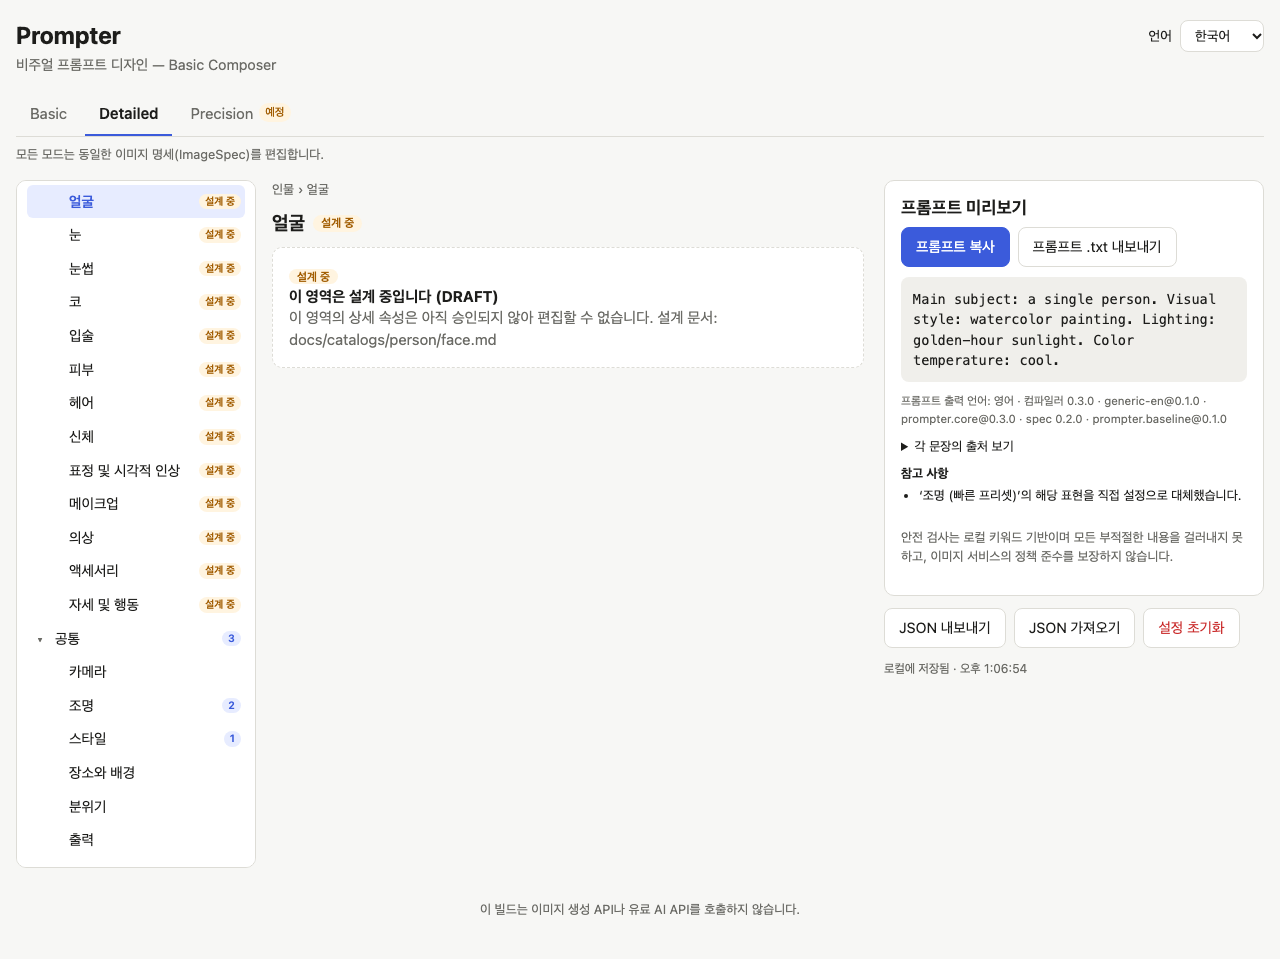 Prompter
언어 한국어
비주얼 프롬프트 디자인 — Basic Composer
Basic Detailed Precision 예정
모든 모드는 동일한 이미지 명세(ImageSpec)를 편집합니다.
얼굴 설계 중
눈 설계 중
눈썹 설계 중
코 설계 중
입술 설계 중
피부 설계 중
헤어 설계 중
신체 설계 중
표정 및 시각적 인상 설계 중
메이크업 설계 중
의상 설계 중
액세서리 설계 중
자세 및 행동 설계 중
공통 3
카메라
조명 2
스타일 1
장소와 배경
분위기
출력
인물 › 얼굴
얼굴 설계 중
설계 중
이 영역은 설계 중입니다 (DRAFT)
이 영역의 상세 속성은 아직 승인되지 않아 편집할 수 없습니다. 설계 문서:
docs/catalogs/person/face.md
프롬프트 미리보기
프롬프트 복사 프롬프트 .txt 내보내기
Main subject: a single person. Visual
style: watercolor painting. Lighting:
golden-hour sunlight. Color
temperature: cool.
프롬프트 출력 언어: 영어 · 컴파일러 0.3.0 · generic-en@0.1.0 ·
prompter.core@0.3.0 · spec 0.2.0 · prompter.baseline@0.1.0
각 문장의 출처 보기
참고 사항
• ‘조명 (빠른 프리셋)’의 해당 표현을 직접 설정으로 대체했습니다.
안전 검사는 로컬 키워드 기반이며 모든 부적절한 내용을 걸러내지 못
하고, 이미지 서비스의 정책 준수를 보장하지 않습니다.
JSON 내보내기 JSON 가져오기 설정 초기화
로컬에 저장됨 · 오후 1:06:54
이 빌드는 이미지 생성 API나 유료 AI API를 호출하지 않습니다.